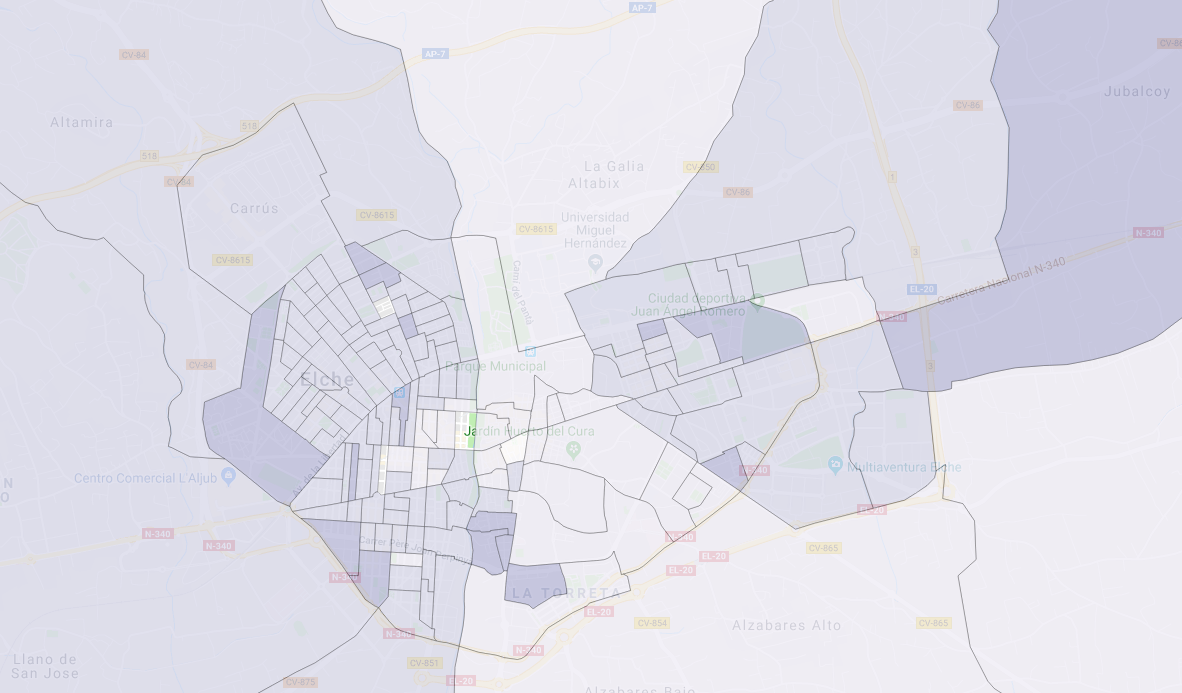 AP-7
CV-84
AP-7
CV-86
Jubalcoy
CV-86
Altamira
518
518
La Galia
CV-850
Altabix
1
CV-84
CV-86
Carrús
CV-8615
Universidad
Miguel
Hernández
CV-8615
N-340
3
CV-8615
Carretera Nacional N-340
Camí del Pantà
EL-20
Ciudad deportiva
Juan Ángel Romero
N-340
CV-84
Parque Municipal
3
Elche
Jardín Huerto del Cura
N-340
Multiaventura Elche
Centro Comercial L'Aljub
N
O
EL-20
N-340
N-340
N-340
CV-865
EL-20
N-340
EL-20
LA TORRETA
EL-20
CV-854
Alzabares Alto
CV-865
N-340
N-340
Llano de
San Jose
CV-851
EL-20
CV-875
Alzabares Bajo